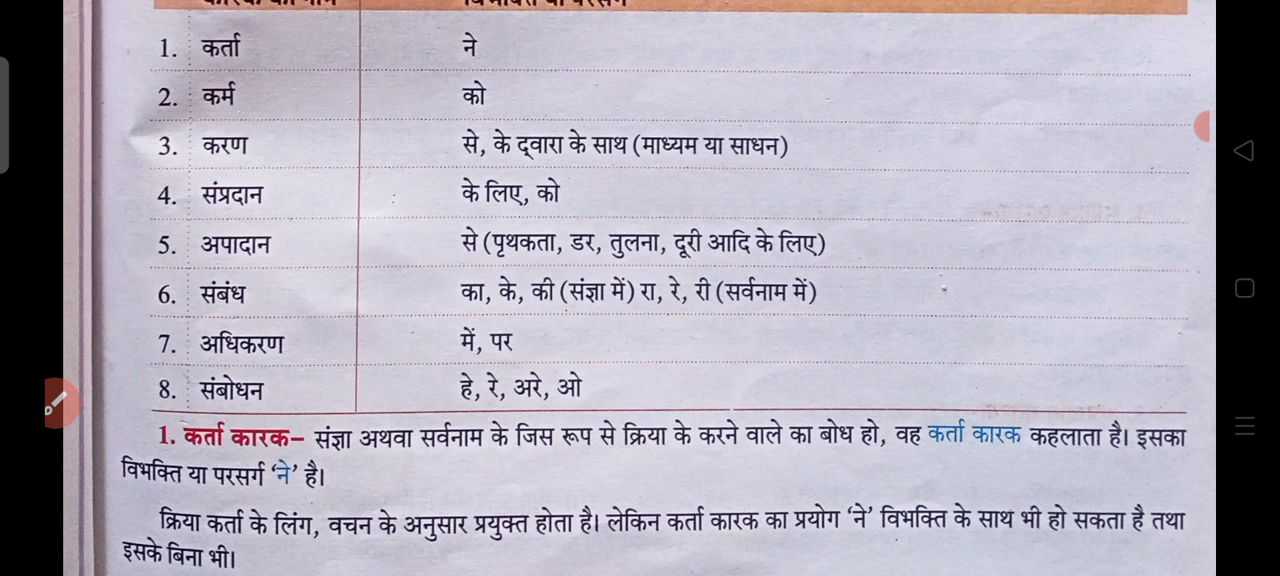 1. कर्ता ने
2. कर्म को
3. करण से, के द्वारा के साथ (माध्यम या साधन)
4. संप्रदान के लिए, को
5. अपादान से (पृथकता, डर, तुलना, दूरी आदि के लिए)
6. संबंध का, के, की (संज्ञा में) रा, रे, री (सर्वनाम में)
7. अधिकरण में, पर
8. संबोधन हे, रे, अरे, ओ
1. कर्ता कारक– संज्ञा अथवा सर्वनाम के जिस रूप से क्रिया के करने वाले का बोध हो, वह कर्ता कारक कहलाता है। इसका
विभक्ति या परसर्ग ‘ने’ है।
क्रिया कर्ता के लिंग, वचन के अनुसार प्रयुक्त होता है। लेकिन कर्ता कारक का प्रयोग ‘ने’ विभक्ति के साथ भी हो सकता है तथा
इसके बिना भी।